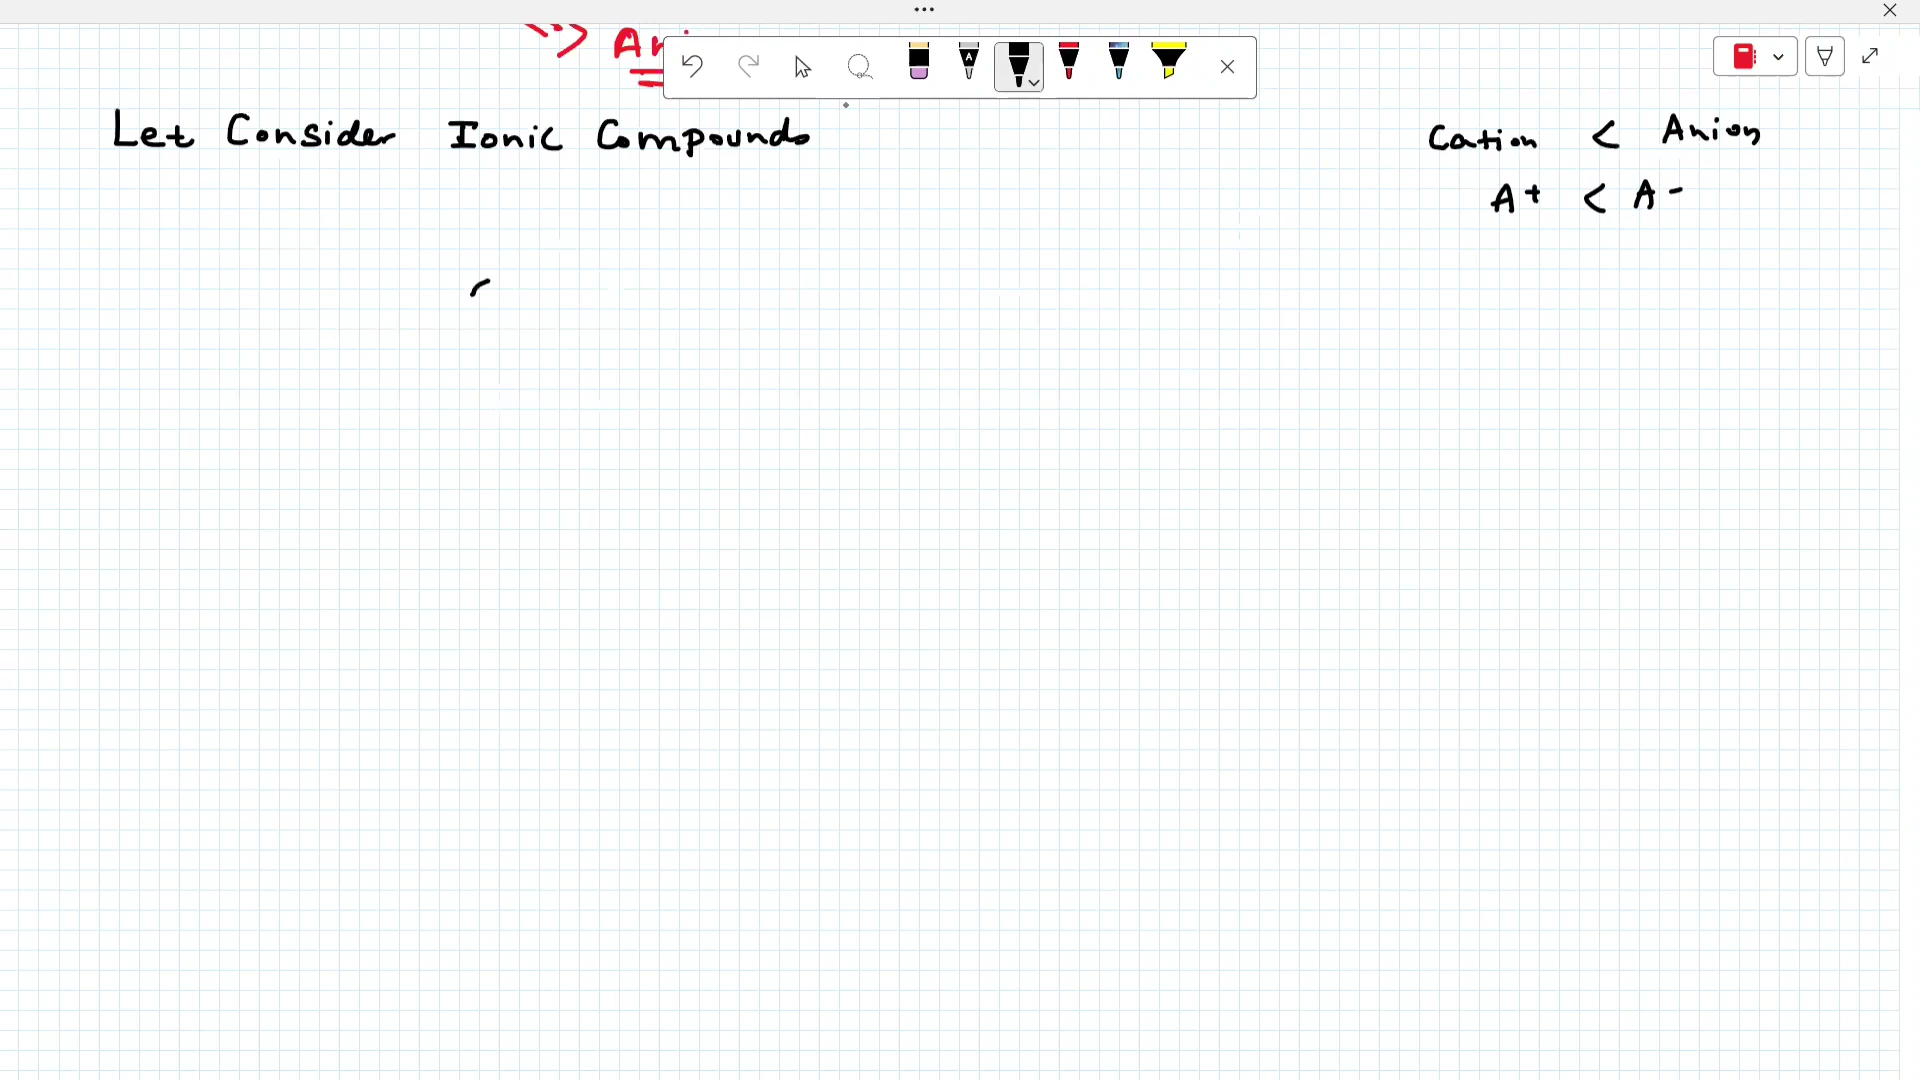 Let Consider Ionic Compounds
Cation < Anion
A+ < A-